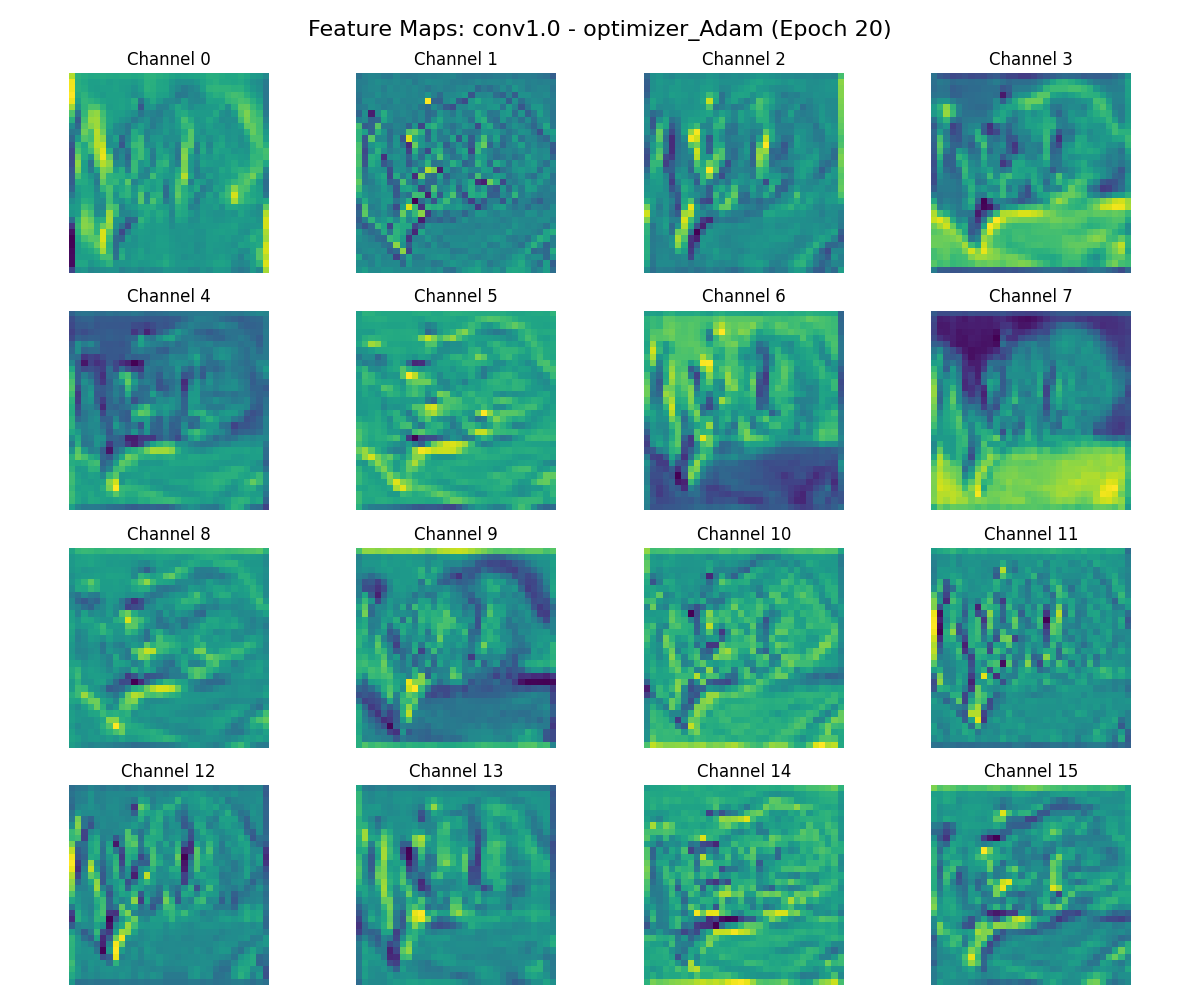 Feature Maps: conv1.0 - optimizer_Adam (Epoch 20)
Channel 0
Channel 1
Channel 2
Channel 3
Channel 4
Channel 5
Channel 6
Channel 7
Channel 8
Channel 9
Channel 10
Channel 11
Channel 12
Channel 13
Channel 14
Channel 15